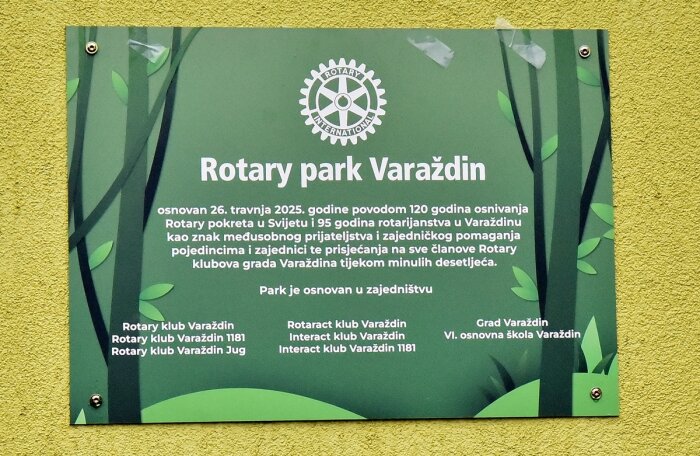 ROTARY
INTERNATIONAL
Rotary park Varaždin
osnovan 26. travnja 2025. godine povodom 120 godina osnivanja
Rotary pokreta u Svijetu i 95 godina rotarijanstva u Varaždinu
kao znak međusobnog prijateljstva i zajedničkog pomaganja
pojedincima i zajednici te prisjećanja na sve članove Rotary
klubova grada Varaždina tijekom minulih desetljeća.
Park je osnovan u zajedništvu
Rotary klub Varaždin
Rotary klub Varaždin 1181
Rotary klub Varaždin Jug
Rotaract klub Varaždin
Interact klub Varaždin
Interact klub Varaždin 1181
Grad Varaždin
VI. osnovna škola Varaždin